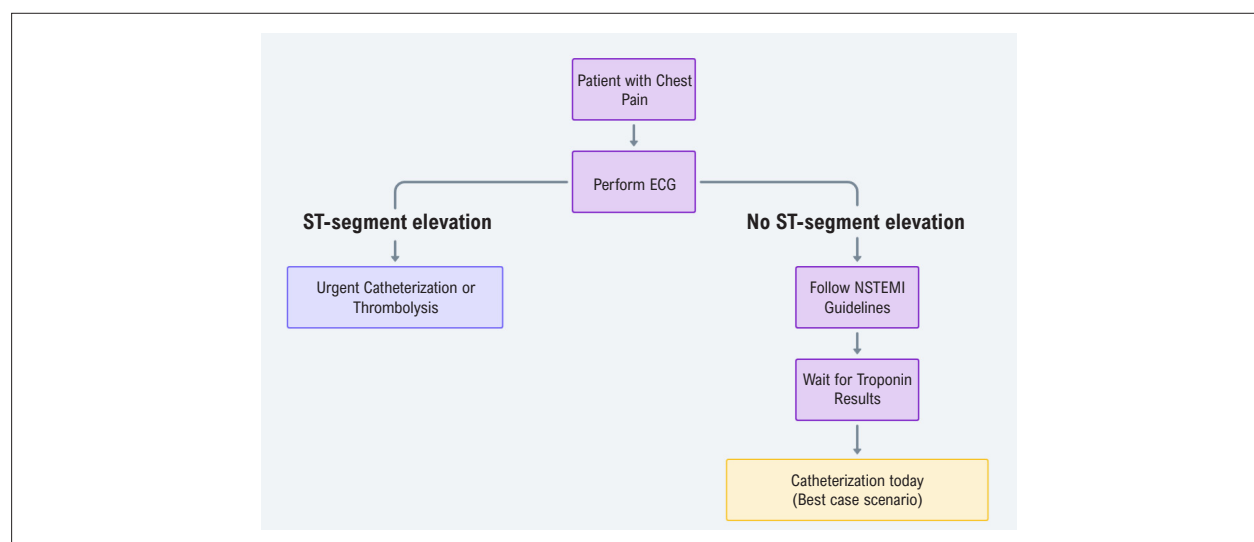 Patient with Chest
Pain
Perform ECG
ST-segment elevation
No ST-segment elevation
Urgent Catheterization or
Thrombolysis
Follow NSTEMI
Guidelines
Wait for Troponin
Results
Catheterization today
(Best case scenario)